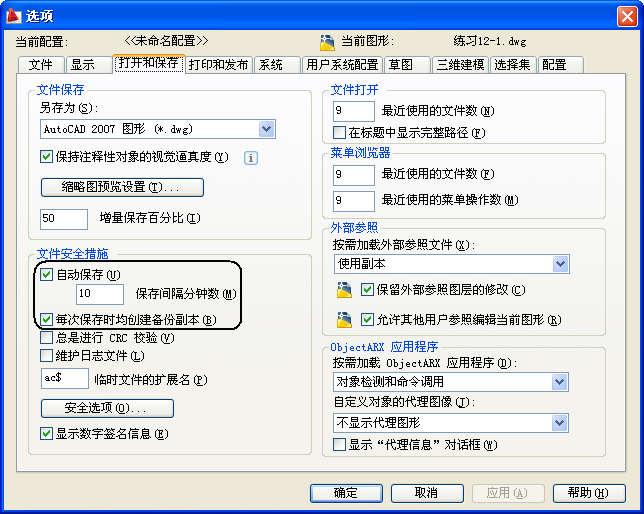 选项
当前配置: <<未命名配置>> 当前图形: 练习12-1.dwg
文件 显示 打开和保存 打印和发布 系统 用户系统配置 草图 三维建模 选择集 配置
文件保存
另存为(S):
AutoCAD 2007 图形 (*.dwg)
保持注释性对象的视觉逼真度(Y)
缩略图预览设置(T)...
50 增量保存百分比(I)
文件安全措施
自动保存(U)
10 保存间隔分钟数(M)
每次保存时均创建备份副本(B)
总是进行 CRC 校验(V)
维护日志文件(L)
ac$ 临时文件的扩展名(P)
安全选项(O)...
显示数字签名信息(E)
文件打开
9 最近使用的文件数(N)
在标题中显示完整路径(F)
菜单浏览器
9 最近使用的文件数(F)
9 最近使用的菜单操作数(M)
外部参照
按需加载外部参照文件(X):
使用副本
保留外部参照图层的修改(C)
允许其他用户参照编辑当前图形(R)
ObjectARX 应用程序
按需加载 ObjectARX 应用程序(D):
对象检测和命令调用
自定义对象的代理图像(J):
不显示代理图形
显示“代理信息”对话框(W)
确定 取消 应用(A) 帮助(H)